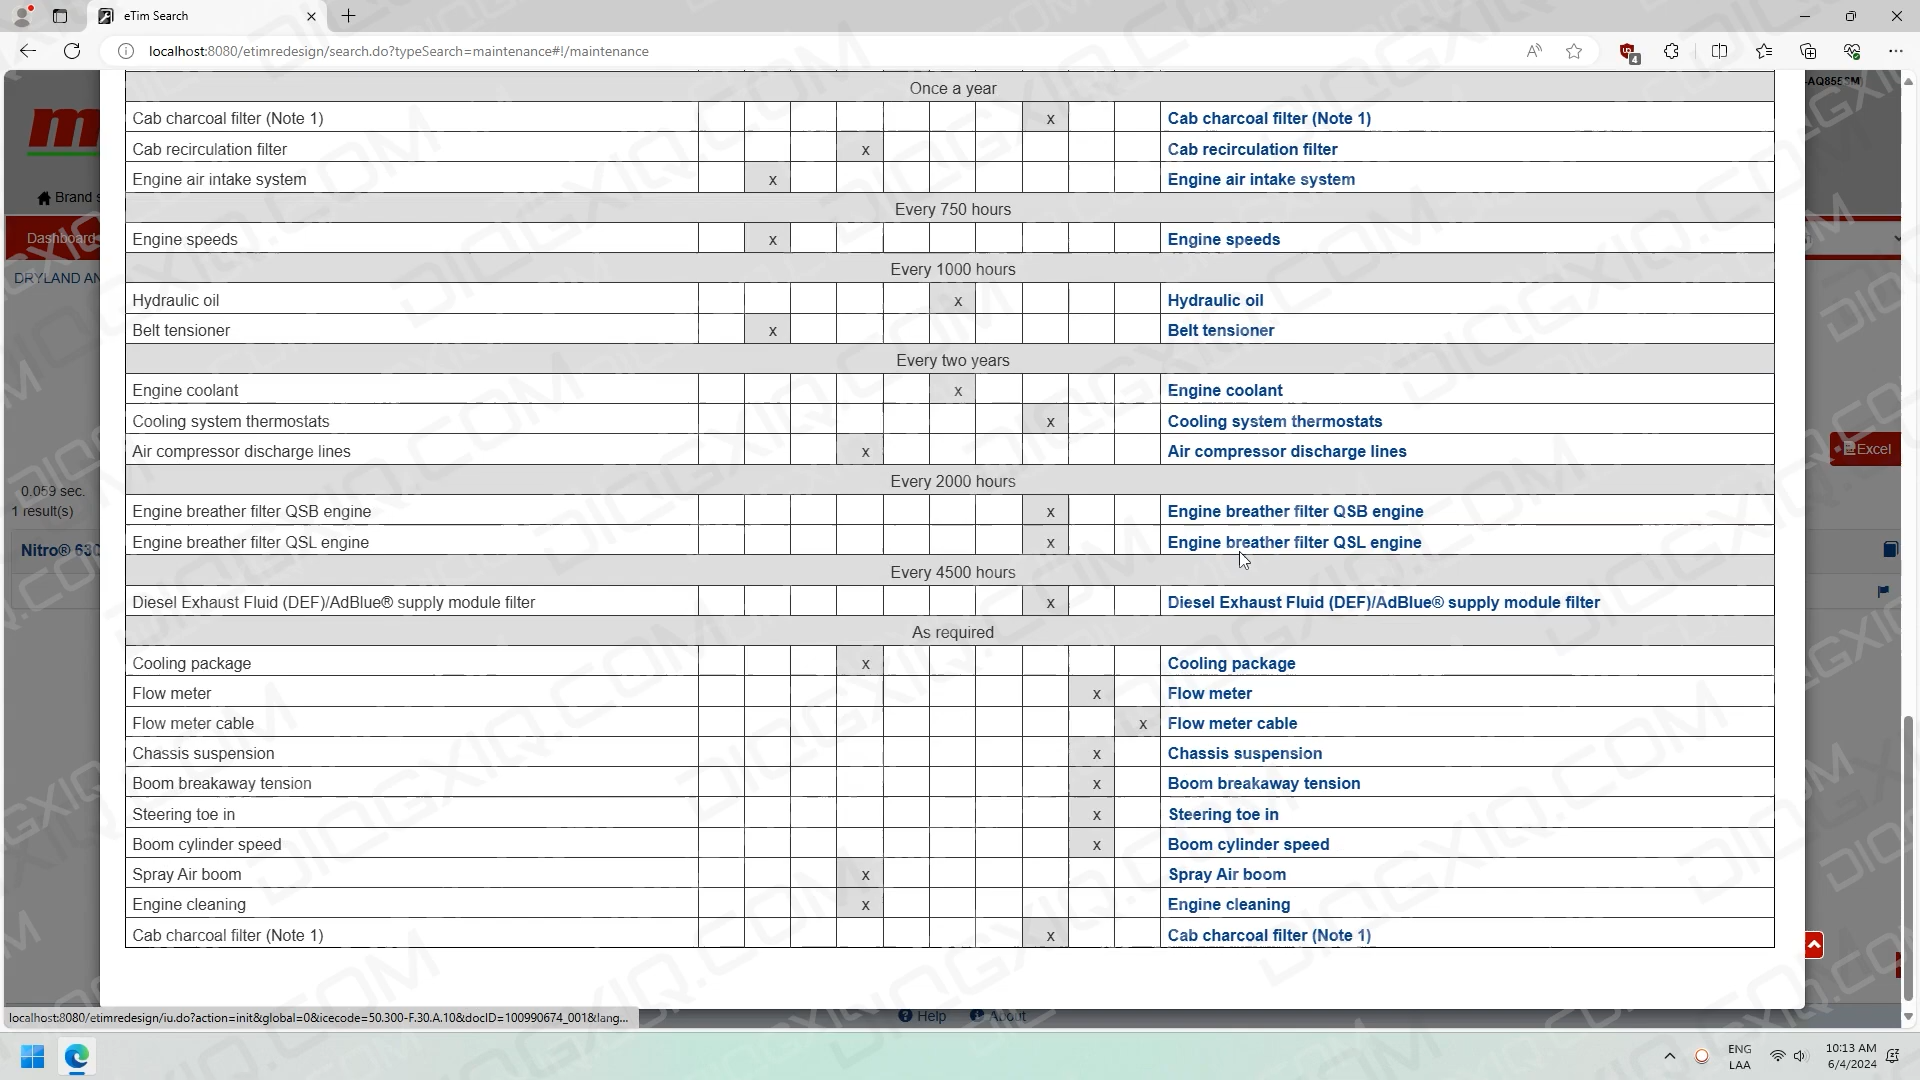 eTim Search
localhost:8080/etimredesign/search.do?typeSearch=maintenance#!/maintenance
4
-AQ855SM
m
Brand s
Dashboard
DRYLAND AN
0.059 sec.
1 result(s)
Nitro® 630
Excel
Once a year
Cab charcoal filter (Note 1) x Cab charcoal filter (Note 1)
Cab recirculation filter x Cab recirculation filter
Engine air intake system x Engine air intake system
Every 750 hours
Engine speeds x Engine speeds
Every 1000 hours
Hydraulic oil x Hydraulic oil
Belt tensioner x Belt tensioner
Every two years
Engine coolant x Engine coolant
Cooling system thermostats x Cooling system thermostats
Air compressor discharge lines x Air compressor discharge lines
Every 2000 hours
Engine breather filter QSB engine x Engine breather filter QSB engine
Engine breather filter QSL engine x Engine breather filter QSL engine
Every 4500 hours
Diesel Exhaust Fluid (DEF)/AdBlue® supply module filter x Diesel Exhaust Fluid (DEF)/AdBlue® supply module filter
As required
Cooling package x Cooling package
Flow meter x Flow meter
Flow meter cable x Flow meter cable
Chassis suspension x Chassis suspension
Boom breakaway tension x Boom breakaway tension
Steering toe in x Steering toe in
Boom cylinder speed x Boom cylinder speed
Spray Air boom x Spray Air boom
Engine cleaning x Engine cleaning
Cab charcoal filter (Note 1) x Cab charcoal filter (Note 1)
localhost:8080/etimredesign/iu.do?action=init&global=0&icecode=50.300-F.30.A.10&docID=100990674_001&lang...
Help About
ENG
LAA
10:13 AM
6/4/2024
DIQGXIQ.COM